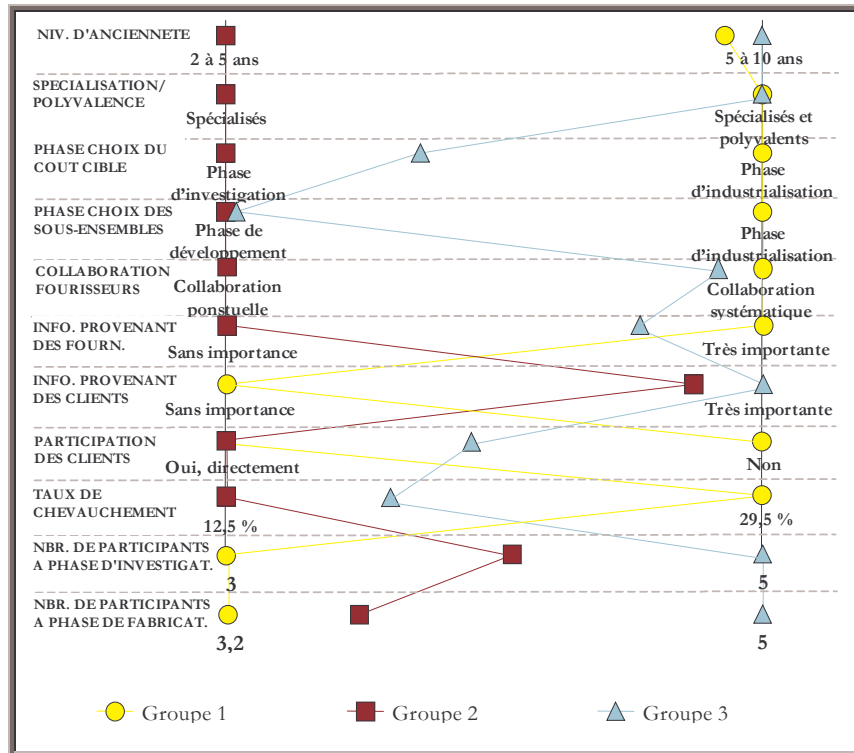 NIV. D'ANCIENNETE
2 à 5 ans
5 à 10 ans
SPECIALISATION/
POLYVALENCE
Spécialisés
Spécialisés et
polyvalents
PHASE CHOIX DU
COUT CIBLE
Phase
d'investigation
Phase
d'industrialisation
PHASE CHOIX DES
SOUS-ENSEMBLES
Phase de
développement
Phase
d'industrialisation
COLLABORATION
FOURISSEURS
Collaboration
ponstuelle
Collaboration
systématique
INFO. PROVENANT
DES FOURN.
Sans importance
Très importante
INFO. PROVENANT
DES CLIENTS
Sans importance
Très importante
PARTICIPATION
DES CLIENTS
Oui, directement
Non
TAUX DE
CHEVAUCHEMENT
12,5 %
29,5 %
NBR. DE PARTICIPANTS
A PHASE D'INVESTIGAT.
3
5
NBR. DE PARTICIPANTS
A PHASE DE FABRICAT.
3,2
5
Groupe 1
Groupe 2
Groupe 3